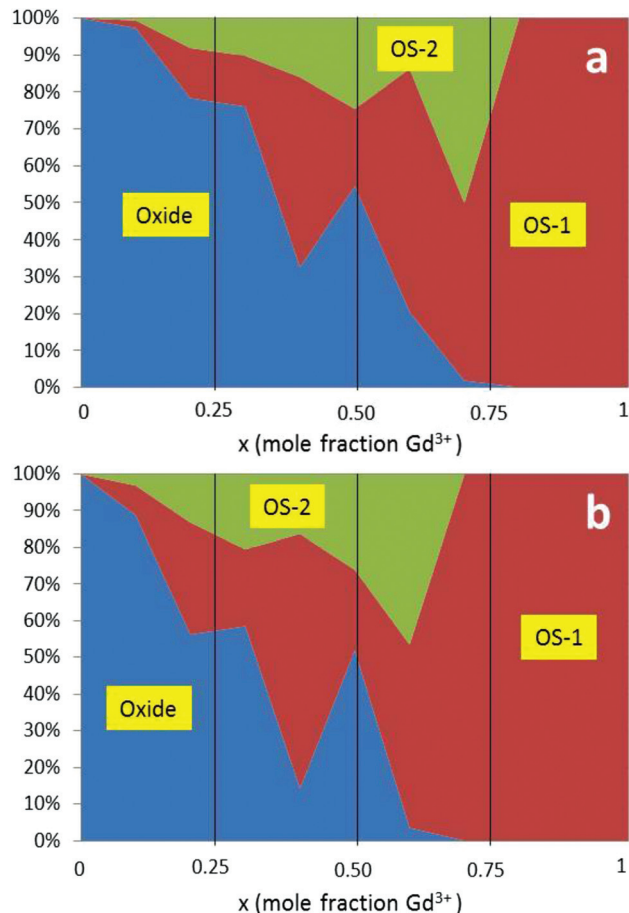 100%
90%
80%
70%
60%
50%
40%
30%
20%
10%
0%
OS-2
a
Oxide
OS-1
0 0.25 0.50 0.75 1
x (mole fraction Gd³⁺)
100%
90%
80%
70%
60%
50%
40%
30%
20%
10%
0%
OS-2
b
OS-1
Oxide
0 0.25 0.50 0.75 1
x (mole fraction Gd³⁺)